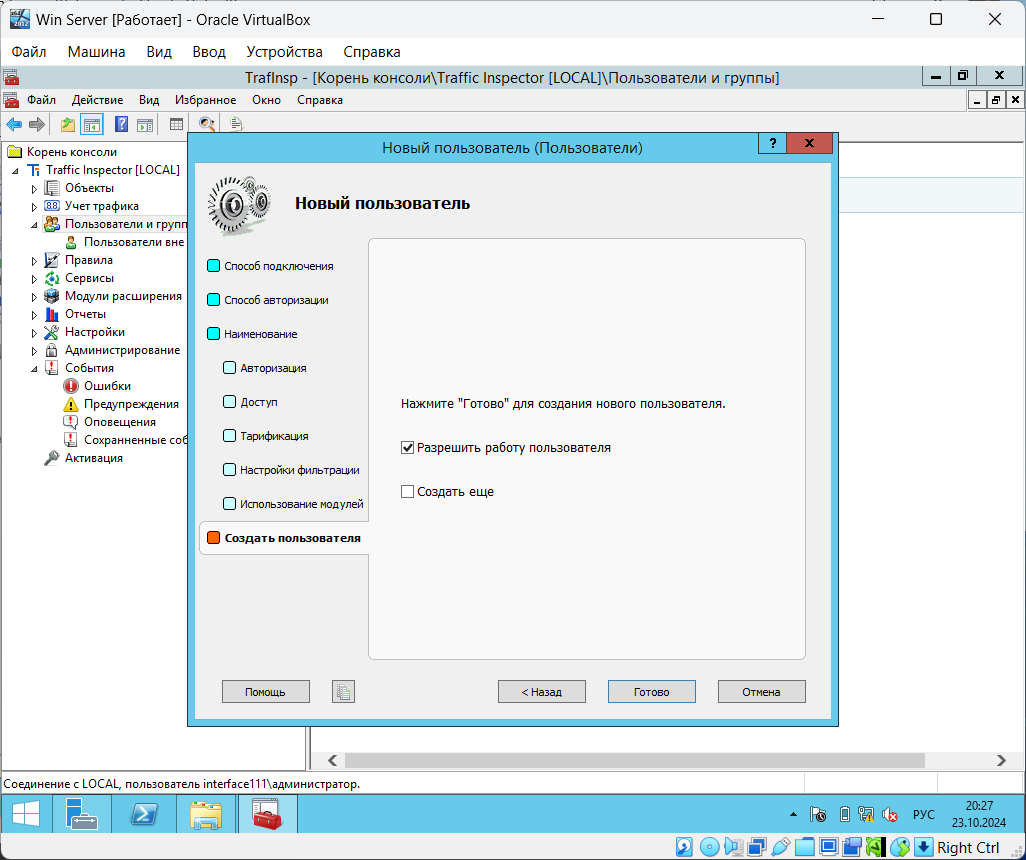 Win Server [Работает] - Oracle VirtualBox
Файл Машина Вид Ввод Устройства Справка
TrafInsp - [Корень консоли\Traffic Inspector [LOCAL]\Пользователи и группы]
Файл Действие Вид Избранное Окно Справка
Корень консоли
Traffic Inspector [LOCAL]
Объекты
Учет трафика
Пользователи и групп
Пользователи вне
Правила
Сервисы
Модули расширения
Отчеты
Настройки
Администрирование
События
Ошибки
Предупреждения
Оповещения
Сохраненные соб
Активация
Новый пользователь (Пользователи)
Новый пользователь
Способ подключения
Способ авторизации
Наименование
Авторизация
Доступ
Тарификация
Настройки фильтрации
Использование модулей
Создать пользователя
Нажмите "Готово" для создания нового пользователя.
Разрешить работу пользователя
Создать еще
Помощь < Назад Готово Отмена
Соединение с LOCAL, пользователь interface111\администратор.
РУС
20:27
23.10.2024
Right Ctrl